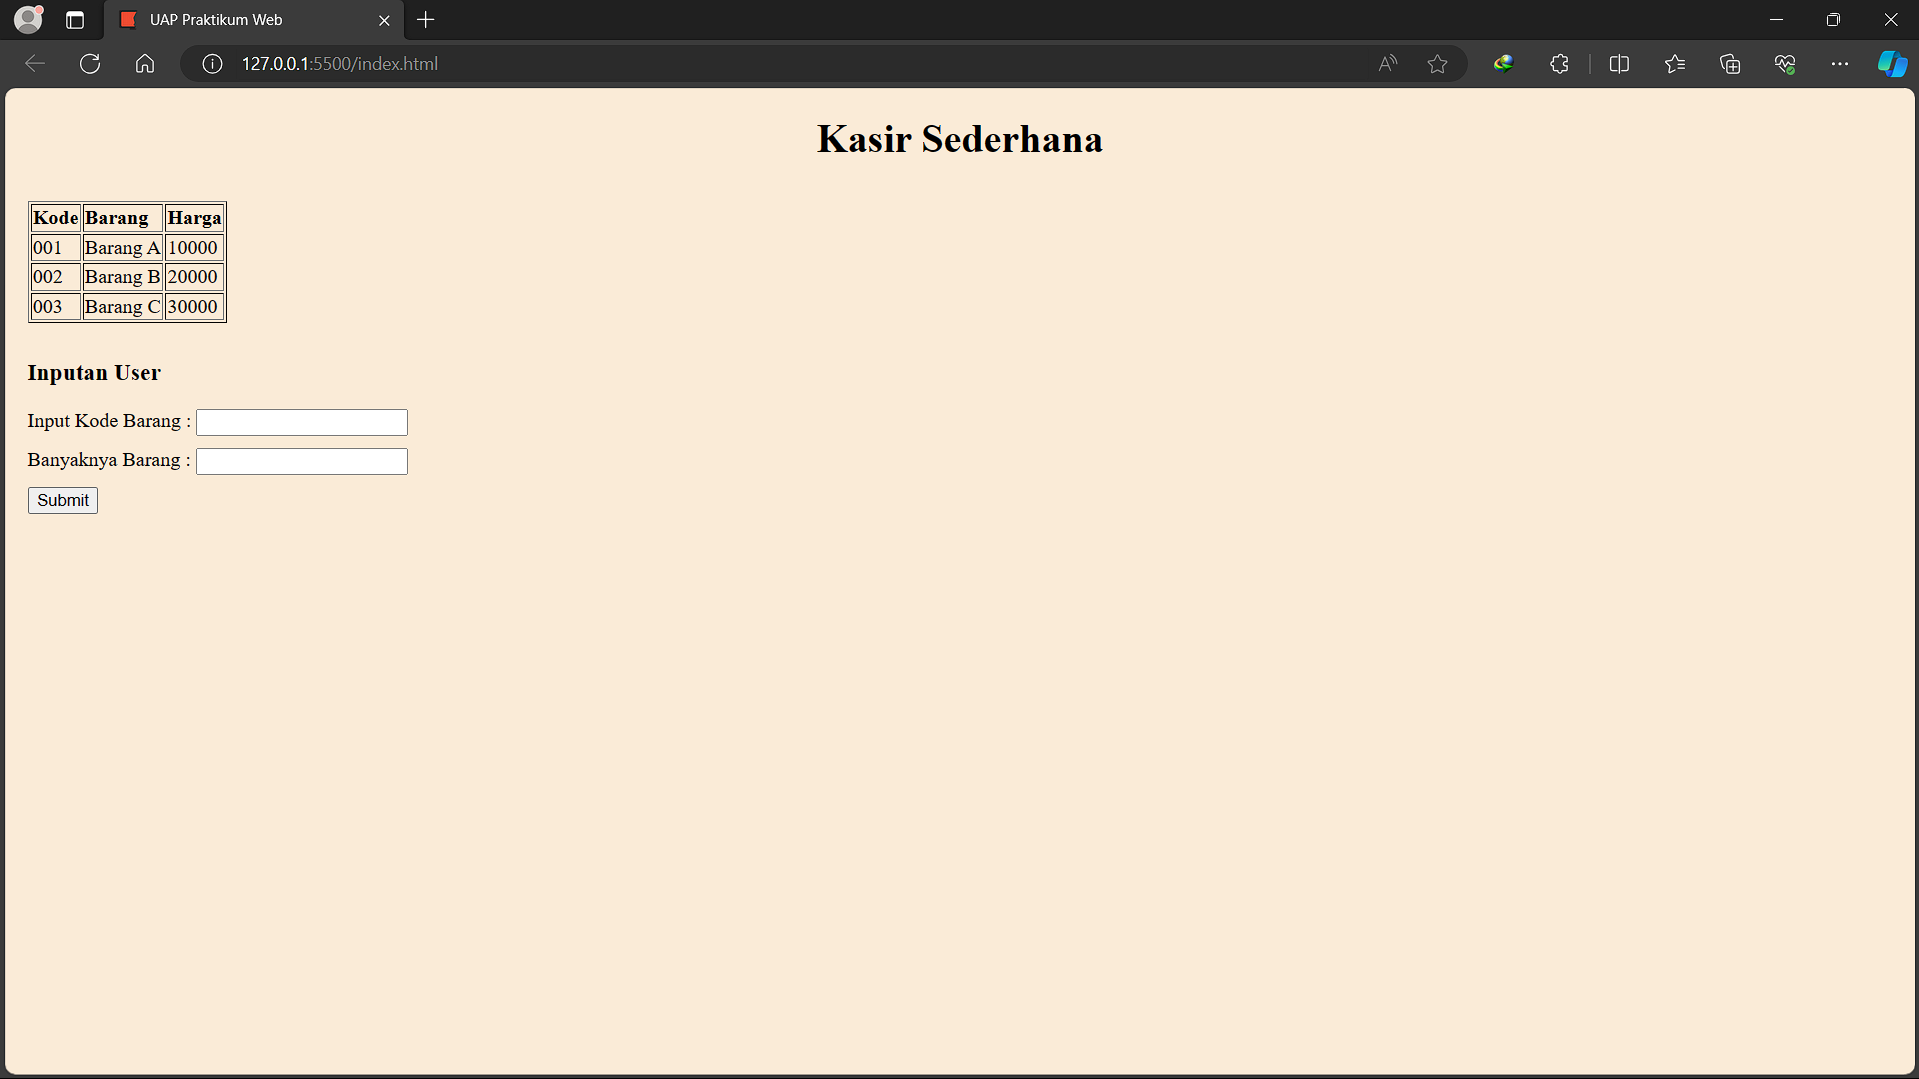 UAP Praktikum Web
127.0.0.1:5500/index.html
Kasir Sederhana
Kode Barang Harga
001 Barang A 10000
002 Barang B 20000
003 Barang C 30000
Inputan User
Input Kode Barang :
Banyaknya Barang :
Submit